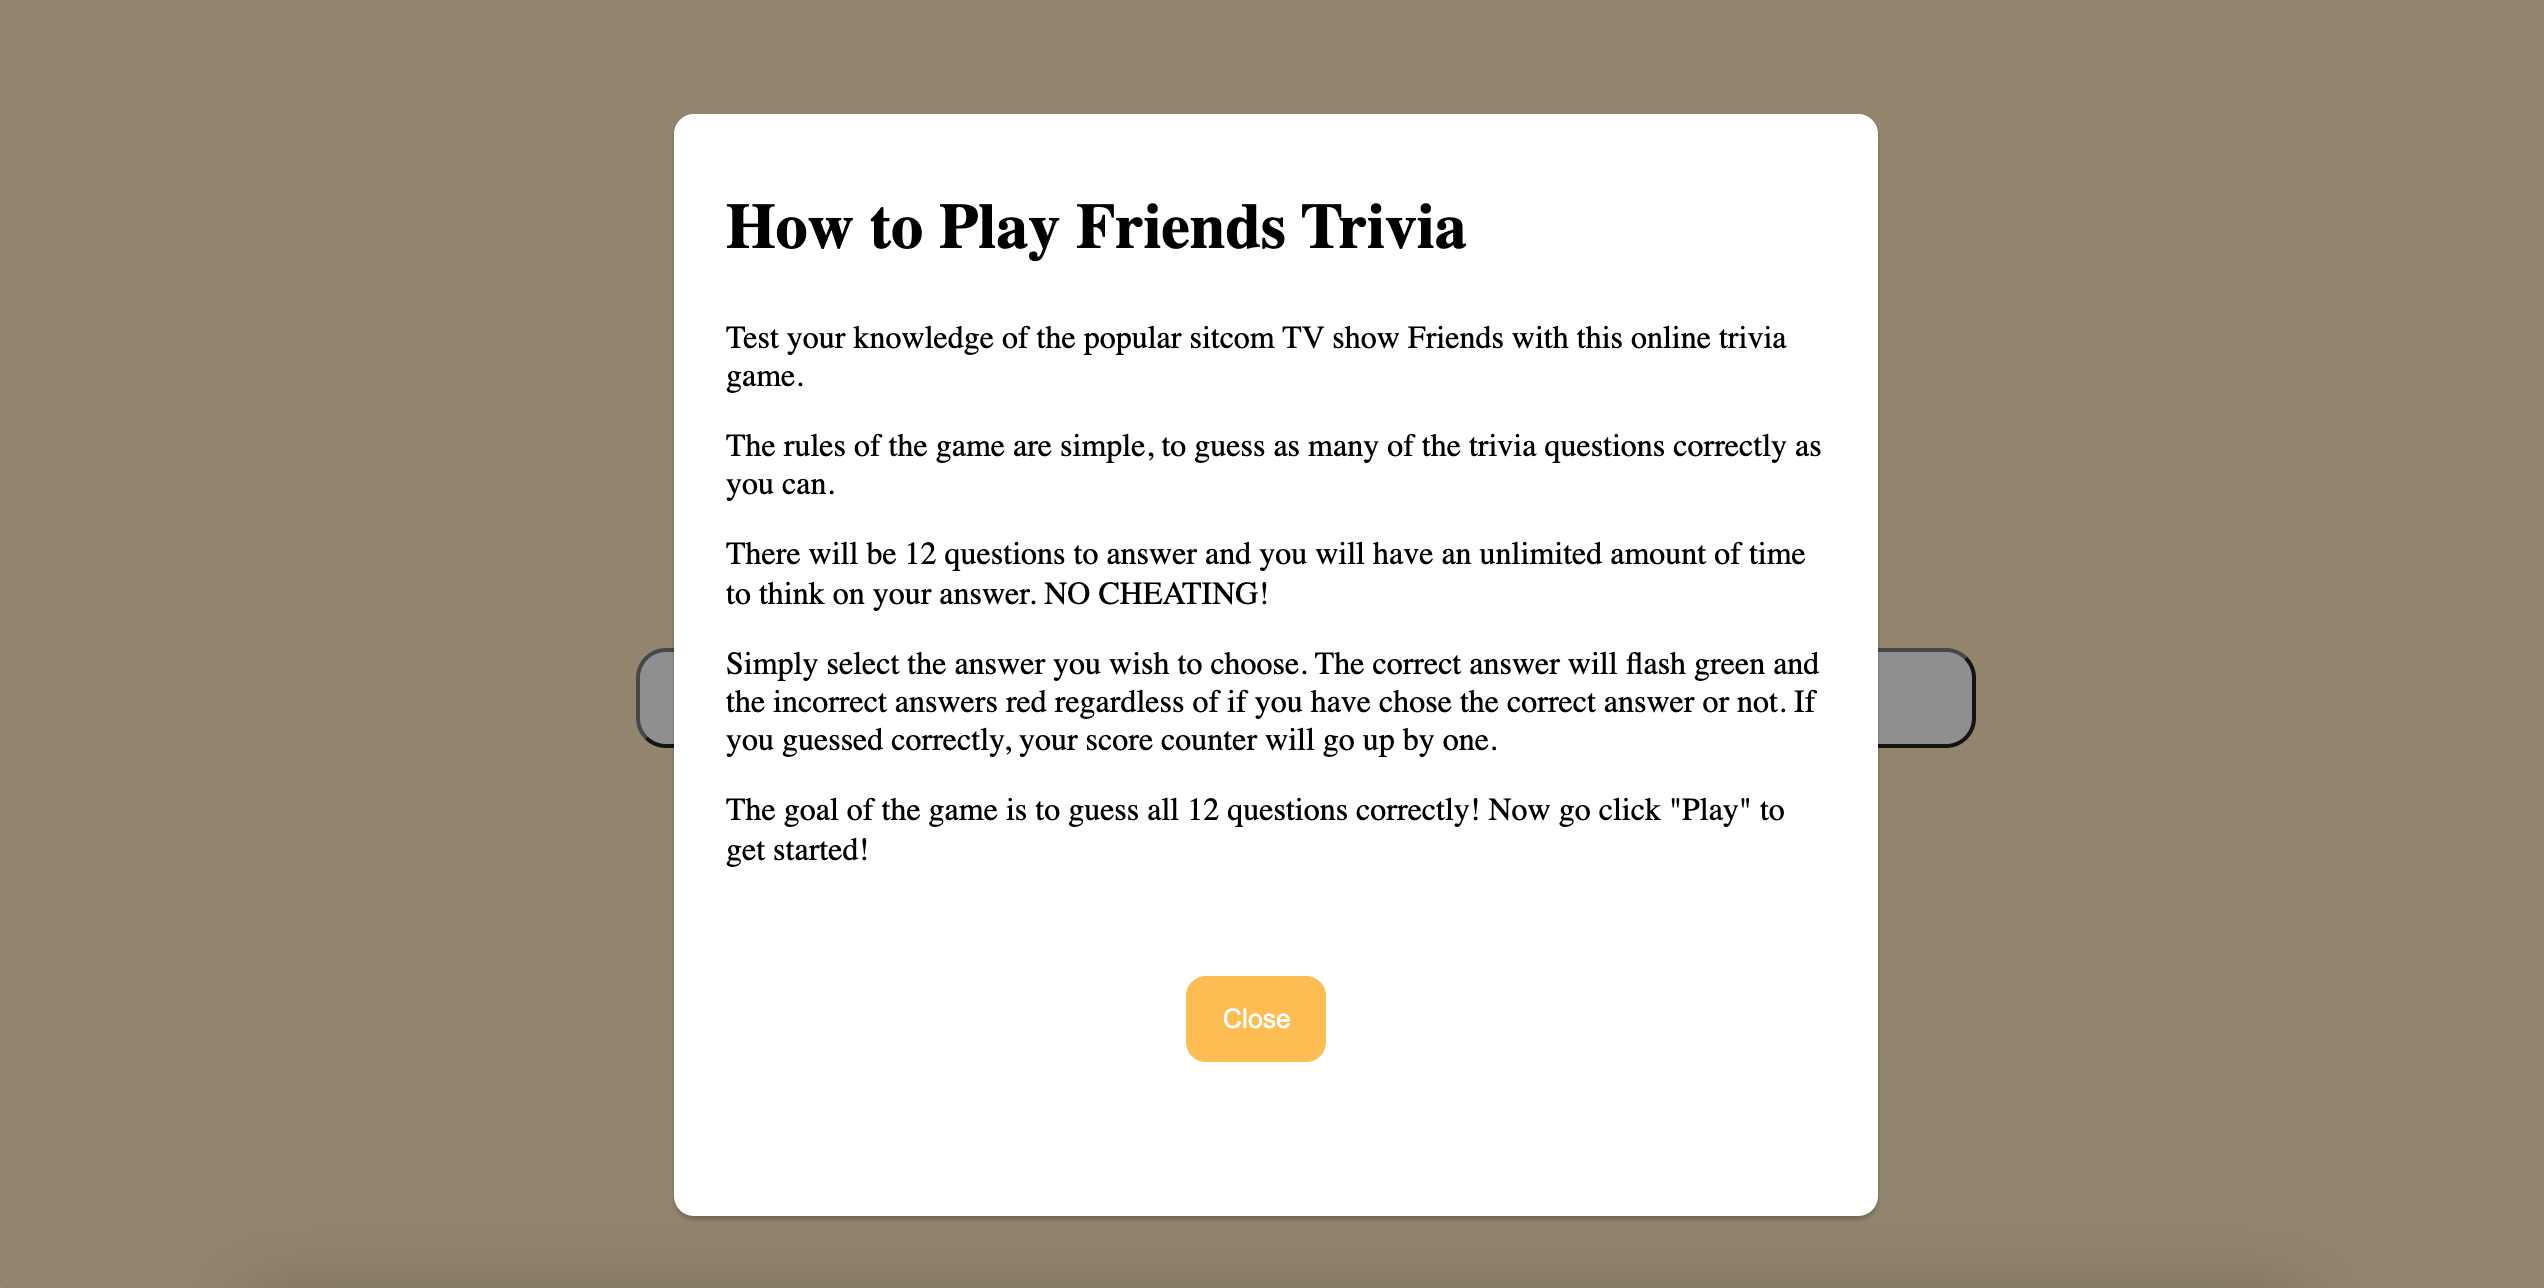 How to Play Friends Trivia
Test your knowledge of the popular sitcom TV show Friends with this online trivia
game.
The rules of the game are simple, to guess as many of the trivia questions correctly as
you can.
There will be 12 questions to answer and you will have an unlimited amount of time
to think on your answer. NO CHEATING!
Simply select the answer you wish to choose. The correct answer will flash green and
the incorrect answers red regardless of if you have chose the correct answer or not. If
you guessed correctly, your score counter will go up by one.
The goal of the game is to guess all 12 questions correctly! Now go click "Play" to
get started!
Close